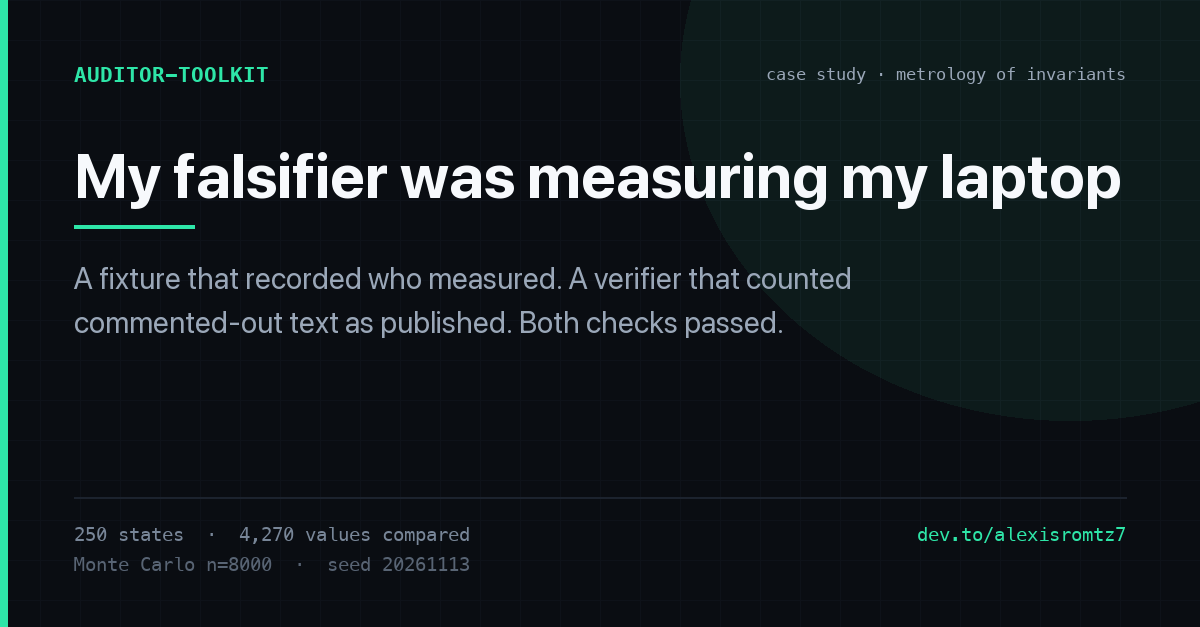 AUDITOR-TOOLKIT
case study · metrology of invariants
My falsifier was measuring my laptop
A fixture that recorded who measured. A verifier that counted
commented-out text as published. Both checks passed.
250 states · 4,270 values compared
dev.to/alexisromtz7
Monte Carlo n=8000 · seed 20261113